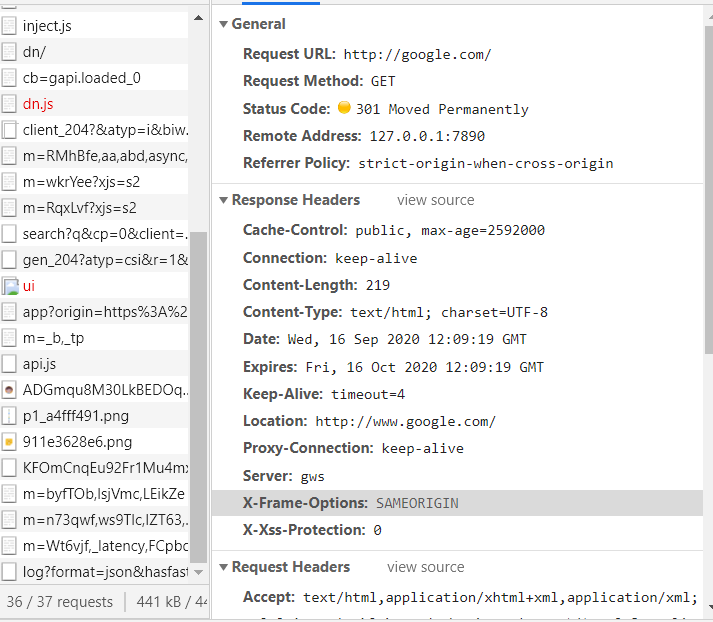 inject.js
dn/
cb=gapi.loaded_0
dn.js
client_204?&atyp=i&biw.
m=RMhBfe,aa,abd,async,
m=wkrYee?xjs=s2
m=RqxLvf?xjs=s2
search?q&cp=0&client=.
gen_204?atyp=csi&r=1&
ui
app?origin=https%3A%2
m=_b,_tp
api.js
ADGmqu8M30LkBEDOq..
p1_a4fff491.png
911e3628e6.png
KFOmCnqEu92Fr1Mu4mx
m=byfTOb,lsjVmc,LEikZe
m=n73qwf,ws9Tlc,IZT63,.
m=Wt6vjf,_latency,FCpbc
log?format=json&hasfast
36 / 37 requests
441 kB / 44
General
Request URL: http://google.com/
Request Method: GET
Status Code: 301 Moved Permanently
Remote Address: 127.0.0.1:7890
Referrer Policy: strict-origin-when-cross-origin
Response Headers view source
Cache-Control: public, max-age=2592000
Connection: keep-alive
Content-Length: 219
Content-Type: text/html; charset=UTF-8
Date: Wed, 16 Sep 2020 12:09:19 GMT
Expires: Fri, 16 Oct 2020 12:09:19 GMT
Keep-Alive: timeout=4
Location: http://www.google.com/
Proxy-Connection: keep-alive
Server: gws
X-Frame-Options: SAMEORIGIN
X-Xss-Protection: 0
Request Headers view source
Accept: text/html,application/xhtml+xml,application/xml;